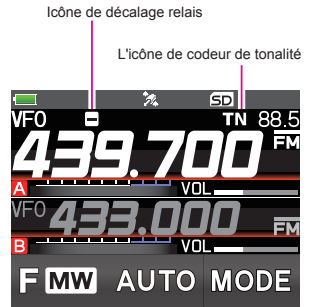 Icône de décalage relais
L'icône de codeur de tonalité
SD
VFO TN 88.5
439.700 FM
A VOL
VFO
433.000 FM
B VOL
F MW AUTO MODE